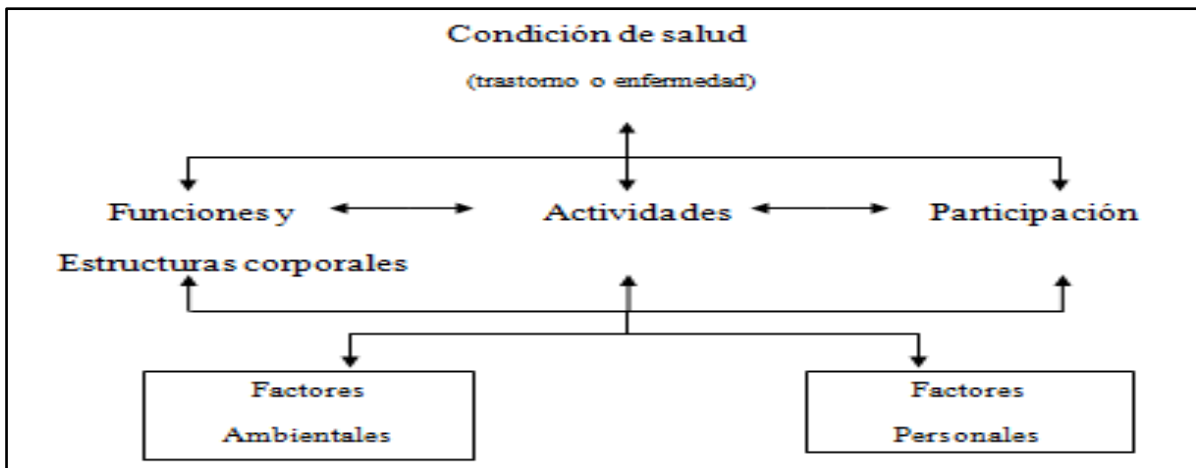 Condición de salud
(trastorno o enfermedad)
Funciones y
Actividades
Participación
Estructuras corporales
Factores
Ambientales
Factores
Personales